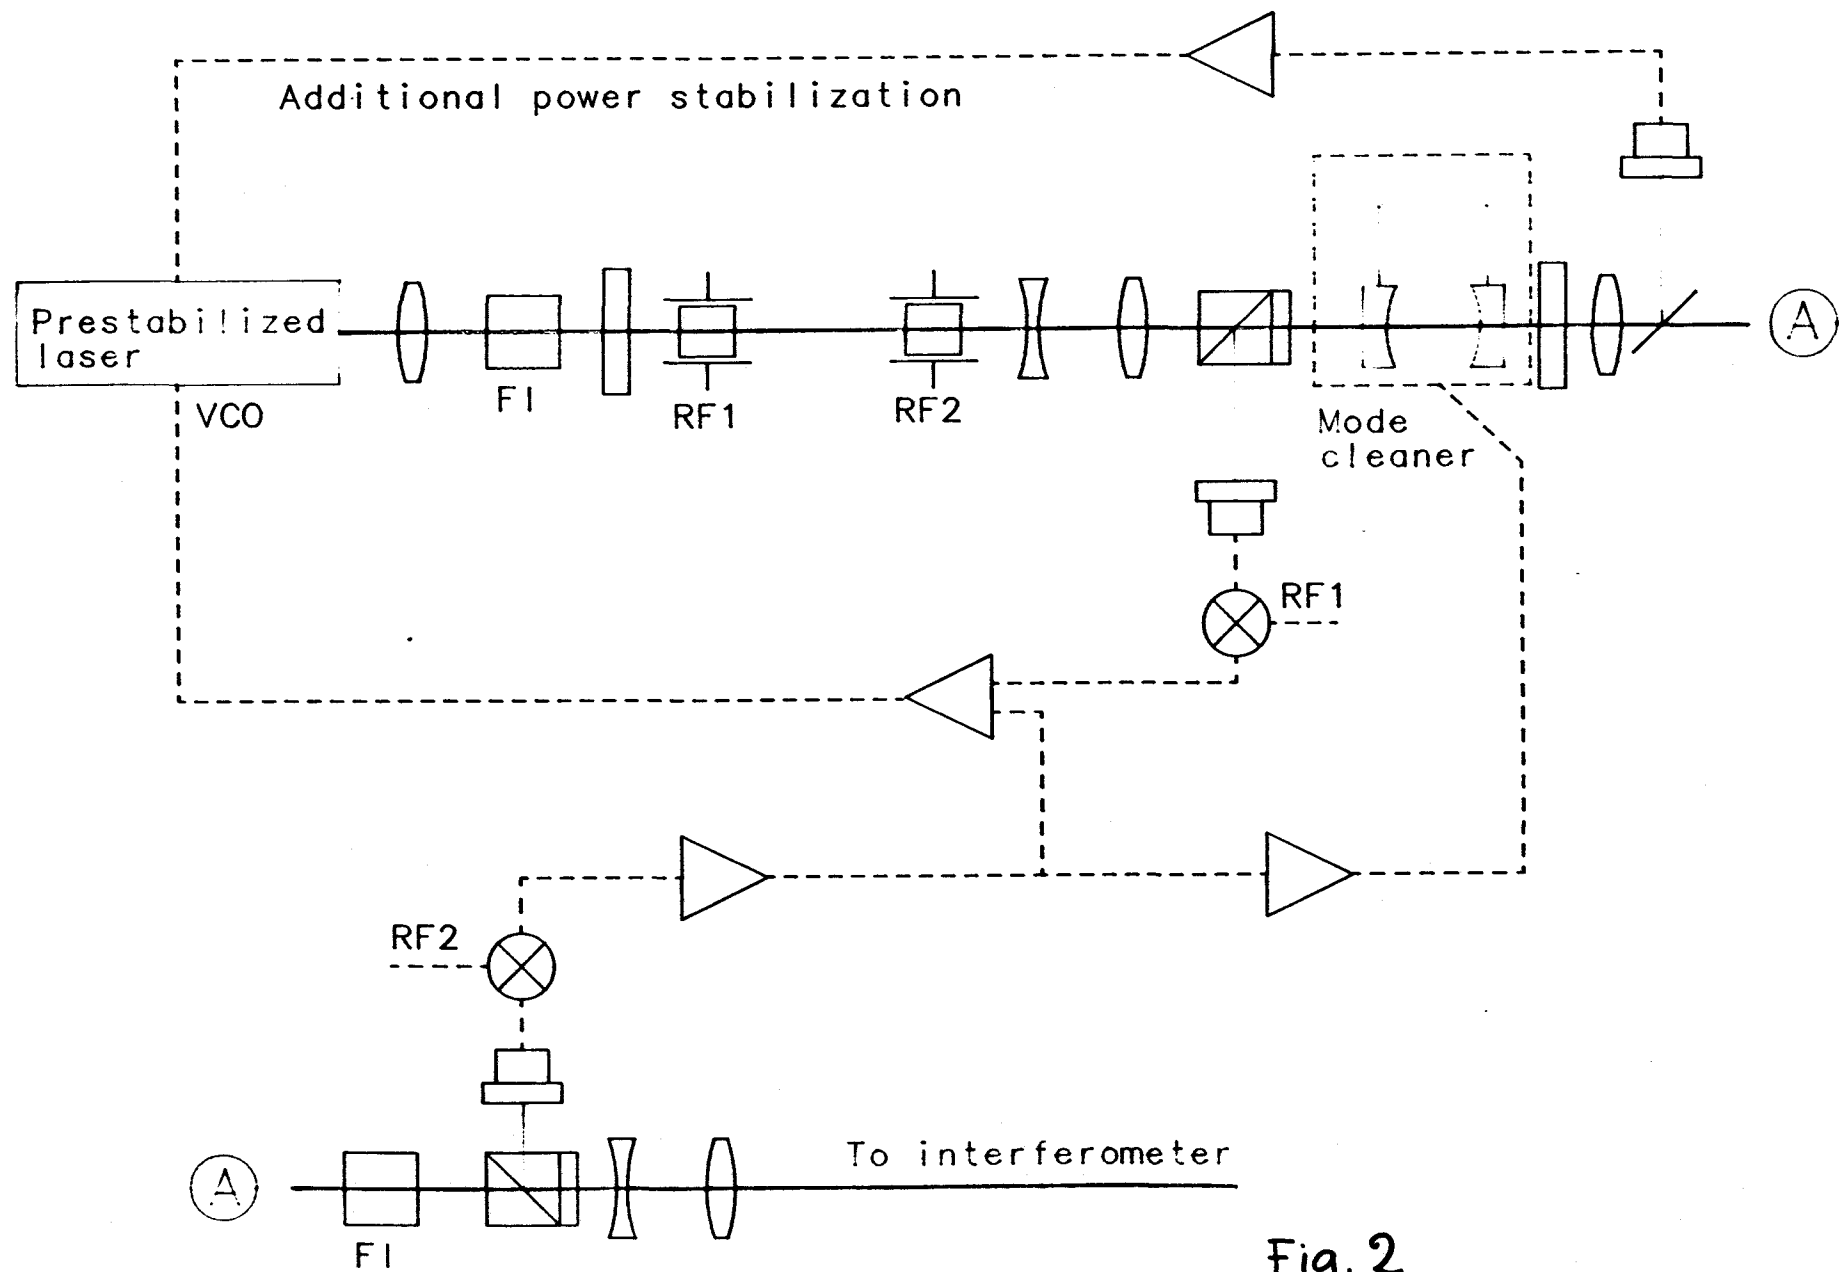 Additional power stabilization
Prestabilized
laser
VCO
FI
RF1
RF2
Mode
cleaner
A
RF1
RF2
A
FI
To interferometer
Fig. 2